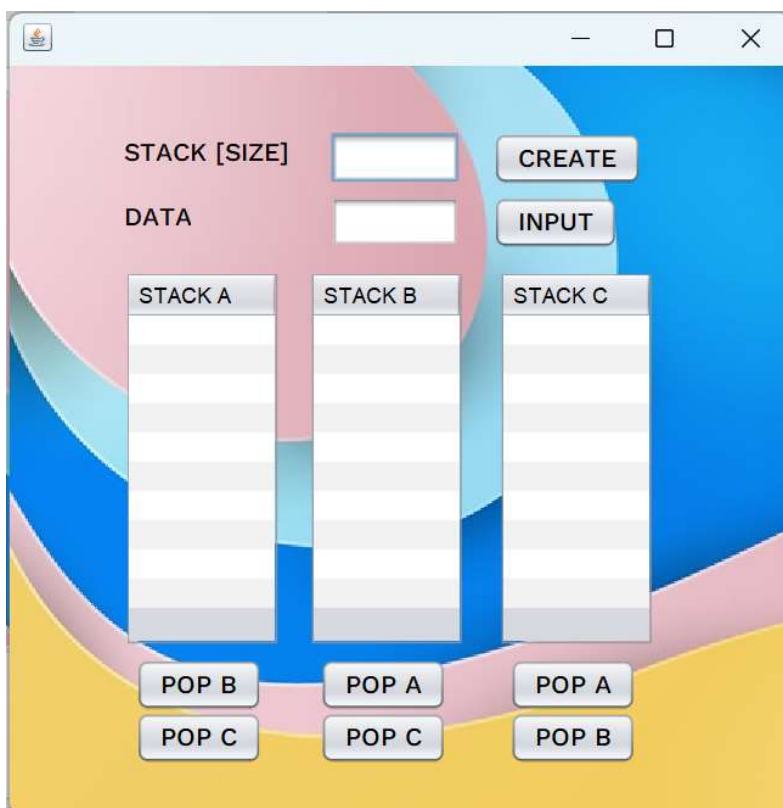 STACK [SIZE] CREATE
DATA INPUT
STACK A STACK B STACK C
POP B POP A POP A
POP C POP C POP B